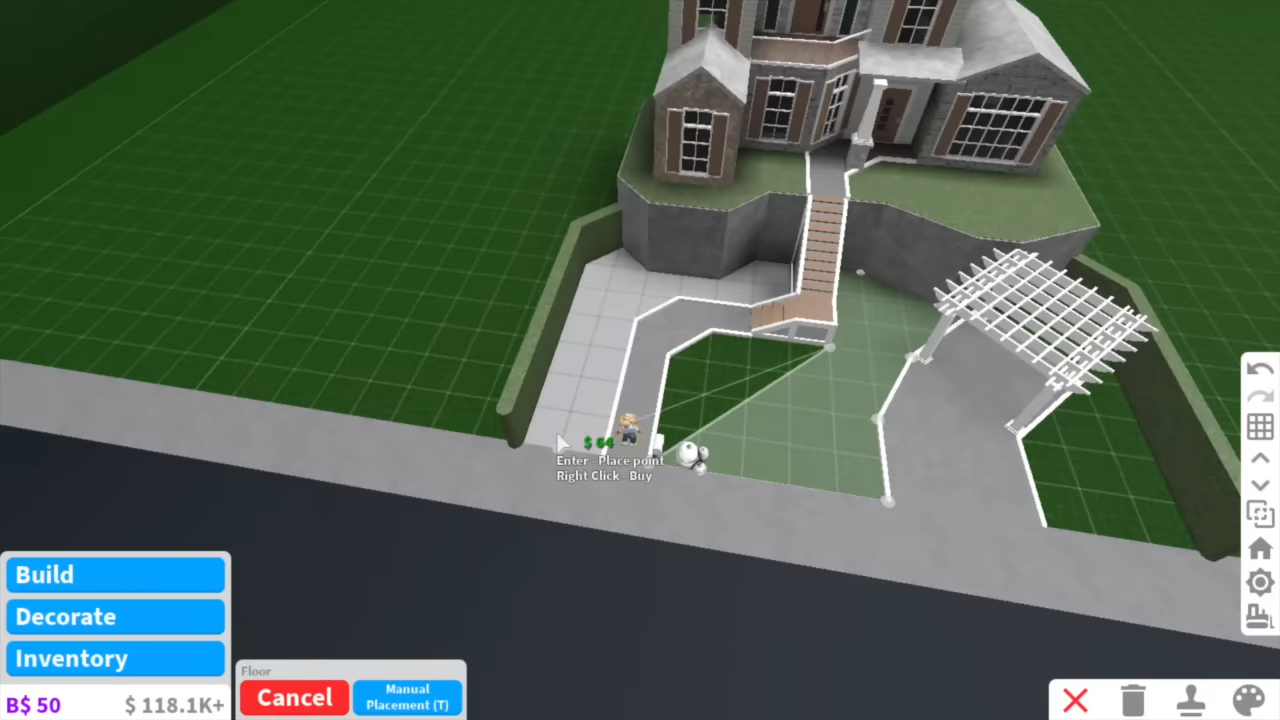 $ 64
Enter - Place point
Right Click - Buy
Build
Decorate
Inventory
B$ 50
$ 118.1K+
Floor
Cancel
Manual
Placement (T)